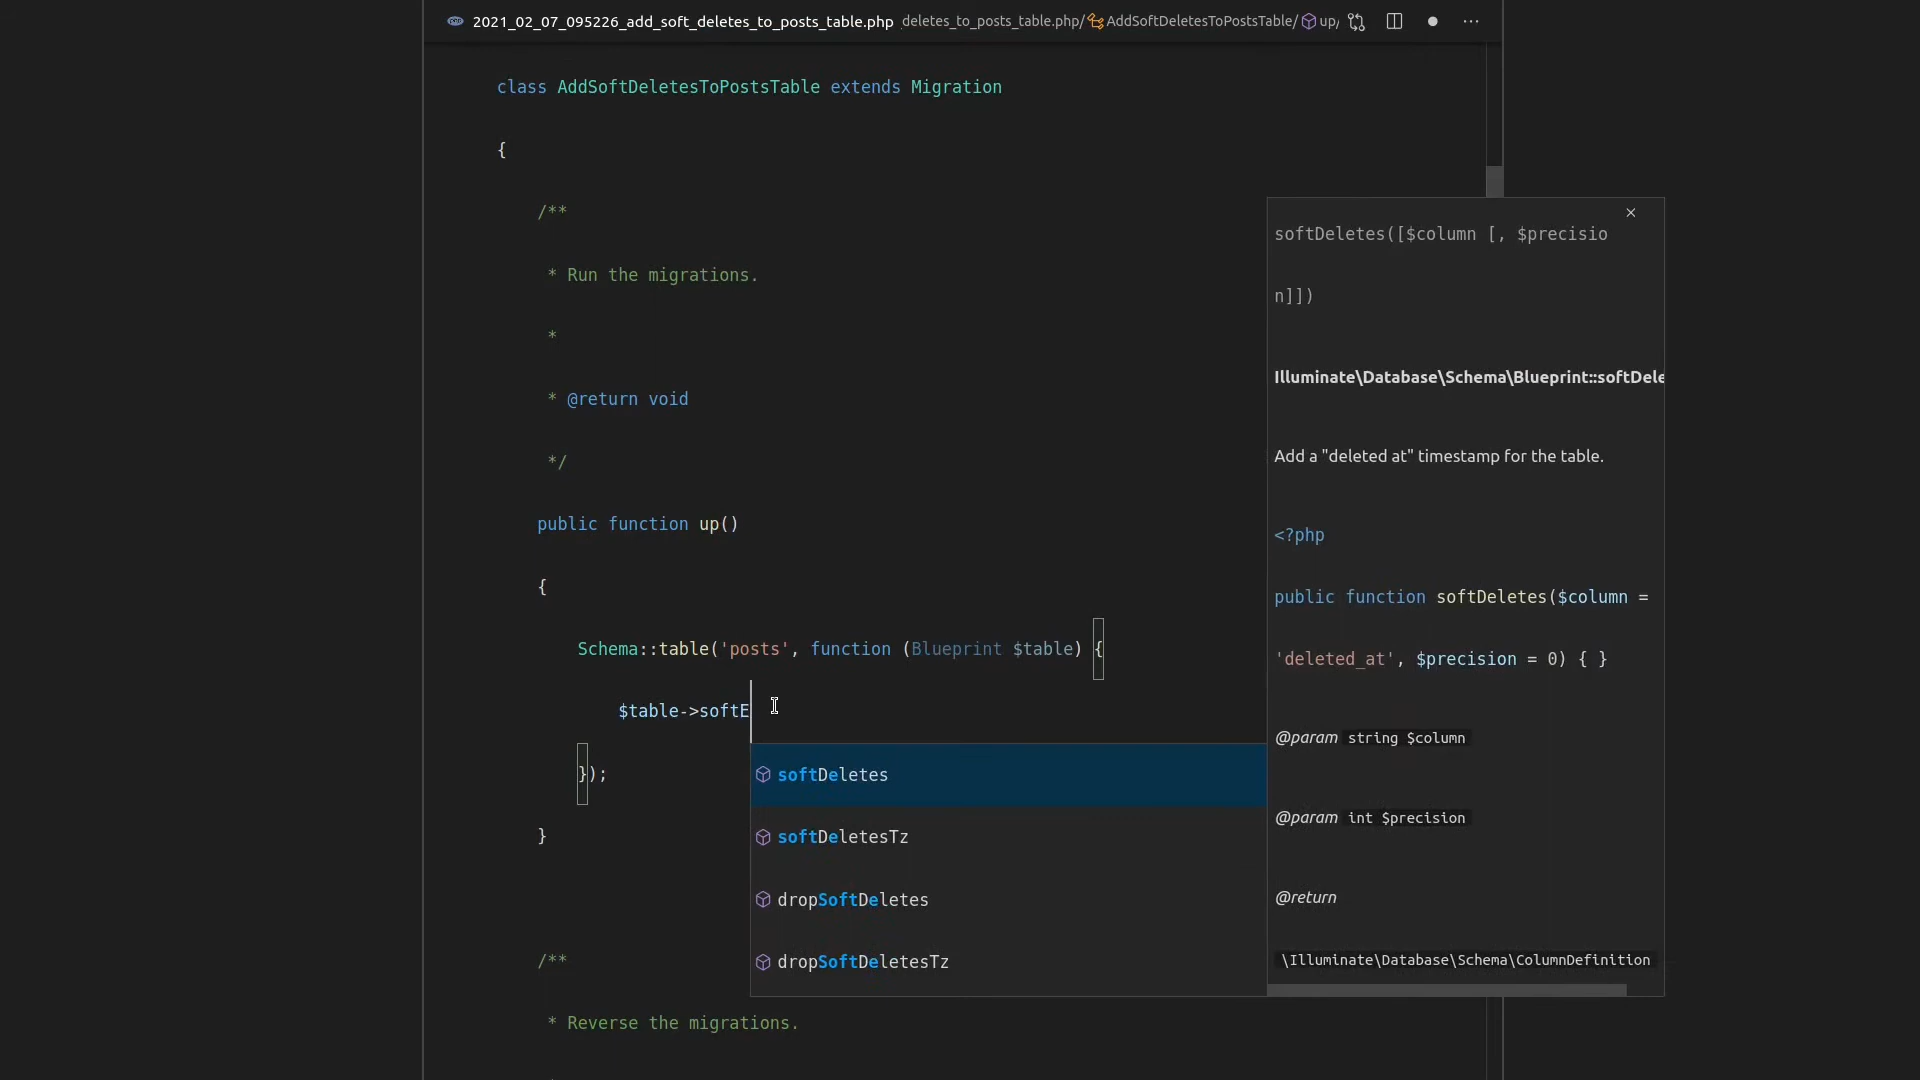 php 2021_02_07_095226_add_soft_deletes_to_posts_table.php _deletes_to_posts_table.php/ AddSoftDeletesToPostsTable/ up/
class AddSoftDeletesToPostsTable extends Migration
{
/**
* Run the migrations.
*
* @return void
*/
public function up()
{
Schema::table('posts', function (Blueprint $table) {
$table->softE
});
}
/**
* Reverse the migrations.
softDeletes
softDeletesTz
dropSoftDeletes
dropSoftDeletesTz
softDeletes([$column [, $precisio
n]])
Illuminate\Database\Schema\Blueprint::softDele
Add a "deleted at" timestamp for the table.
<?php
public function softDeletes($column =
'deleted_at', $precision = 0) { }
@param string $column
@param int $precision
@return
\Illuminate\Database\Schema\ColumnDefinition